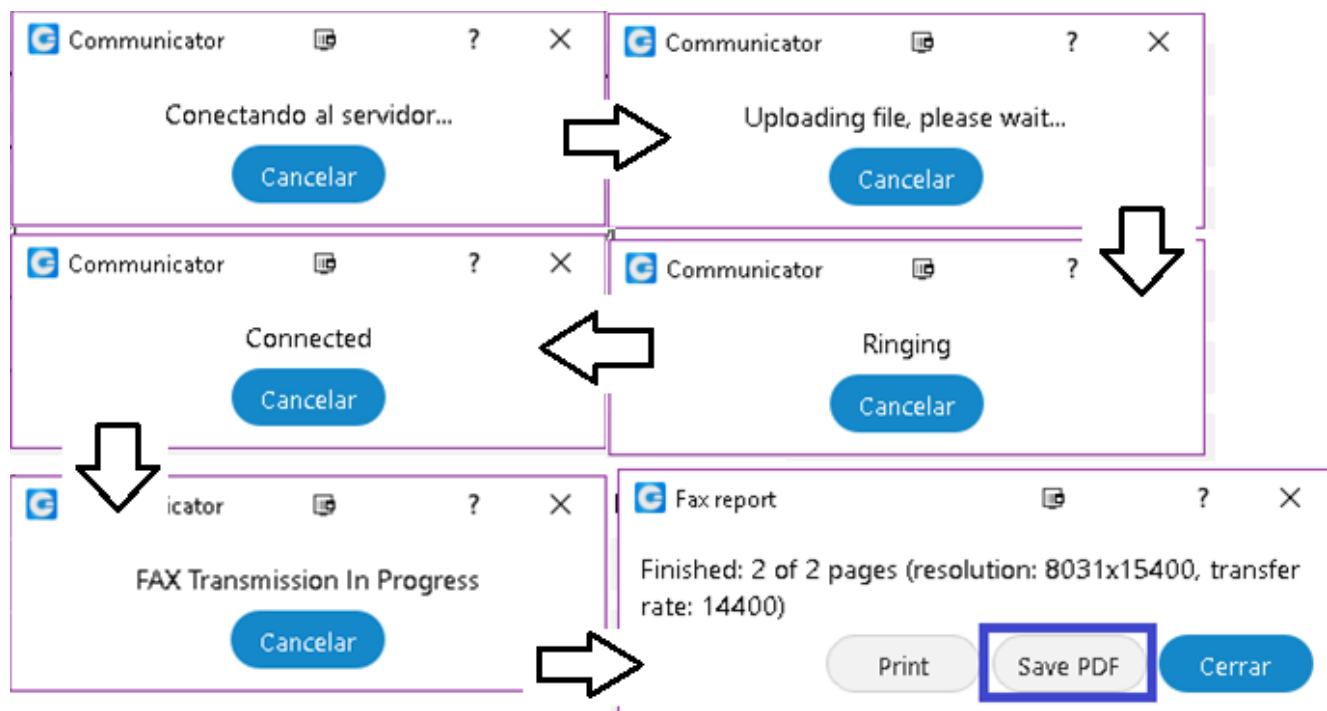 Communicator ? ×
Conectando al servidor...
Cancelar
Communicator ? ×
Uploading file, please wait...
Cancelar
Communicator ?
Ringing
Cancelar
Communicator ? ×
Connected
Cancelar
icator ? ×
FAX Transmission In Progress
Cancelar
Fax report ? ×
Finished: 2 of 2 pages (resolution: 8031x15400, transfer
rate: 14400)
Print Save PDF Cerrar